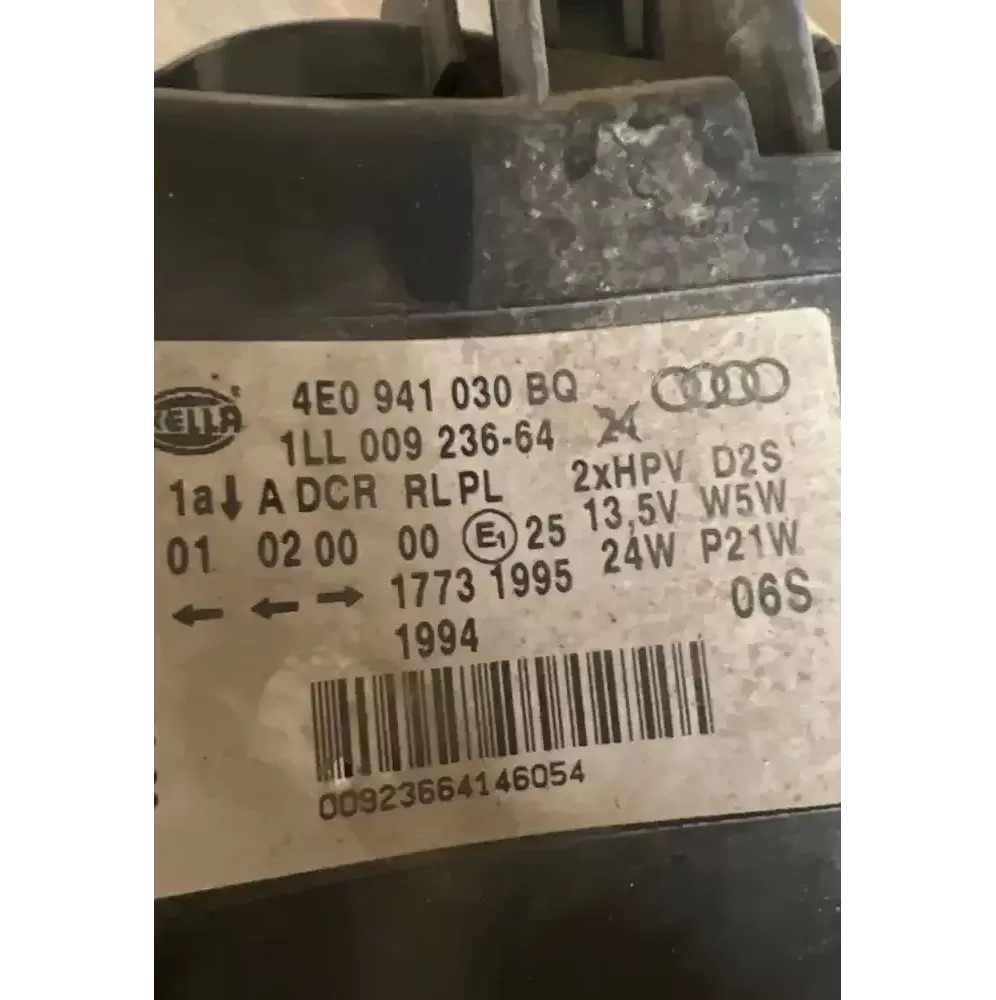 4E0 941 030 BQ
HELLA
1LL 009 236-64 24
1a↓ A DCR RL PL 2xHPV D2S
01 02 00 00 E1 25 13,5V W5W
24W P21W
← ← → 1773 1995 06S
1994
00923664146054